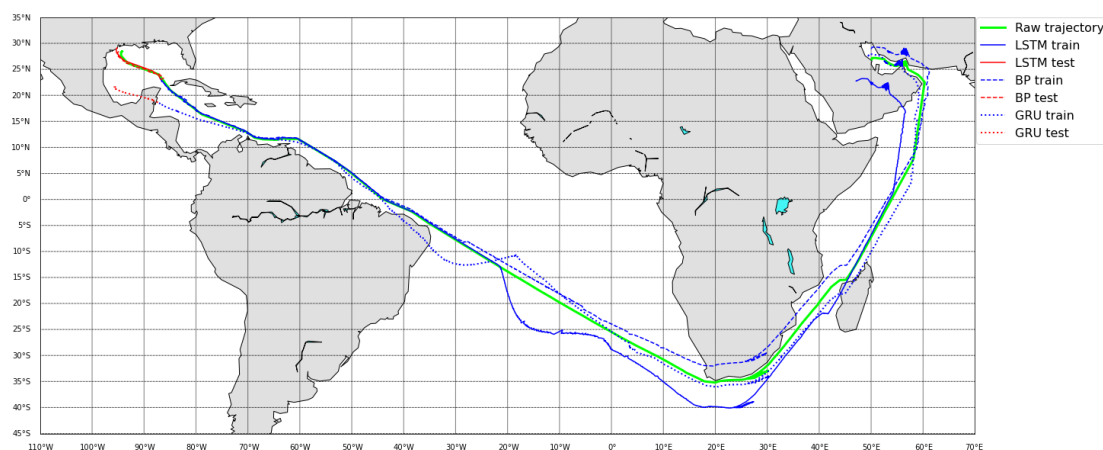 35°N
30°N
25°N
20°N
15°N
10°N
5°N
0°
5°S
10°S
15°S
20°S
25°S
30°S
35°S
40°S
45°S
110°W 100°W 90°W 80°W 70°W 60°W 50°W 40°W 30°W 20°W 10°W 0° 10°E 20°E 30°E 40°E 50°E 60°E 70°E
Raw trajectory
LSTM train
LSTM test
BP train
BP test
GRU train
GRU test